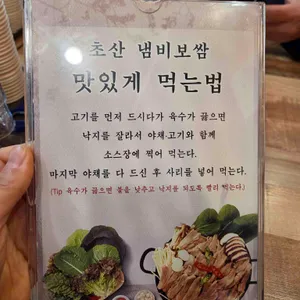 초산 냄비보쌈
맛있게 먹는법
고기를 먼저 드시다가 육수가 끓으면
낙지를 잘라서 야채.고기와 함께
소스장에 찍어 먹는다.
마지막 야채를 다 드신 후 사리를 넣어 먹는다.
(Tip 육수가 끓으면 불을 낮추고 낙지를 되도록 빨리 먹는다.)